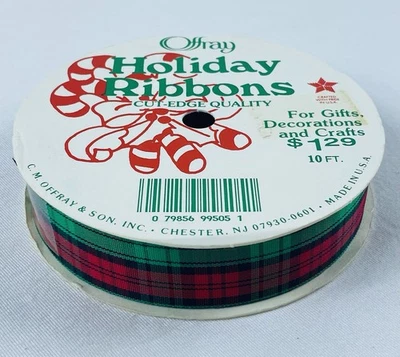 Offray
Holiday
Ribbons
CUT-EDGE QUALITY
For Gifts,
Decorations
and Crafts
$129
10 FT.
0 79856 99505 1
C.M. OFFRAY & SON, INC. • CHESTER, NJ 07930-0601 • MADE IN U.S.A.